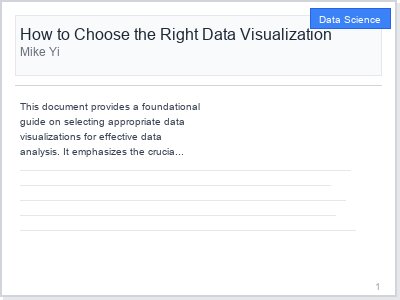 Data Science
How to Choose the Right Data Visualization
Mike Yi
This document provides a foundational
guide on selecting appropriate data
visualizations for effective data
analysis. It emphasizes the crucia...
1